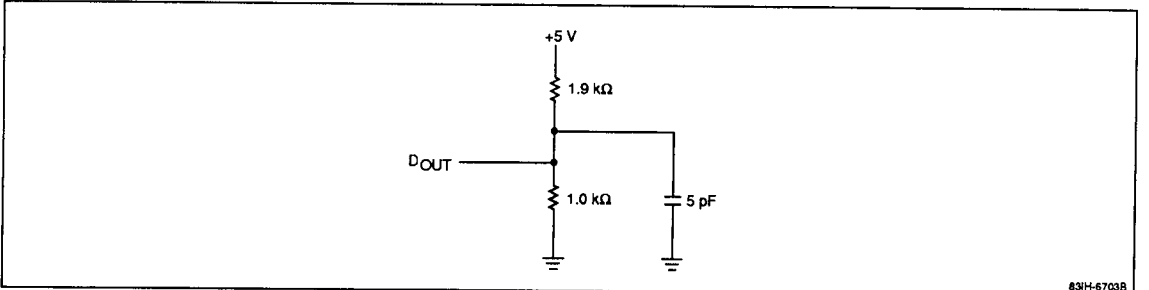 +5 V
1.9 kΩ
DOUT
1.0 kΩ
5 pF
83IH-6703B